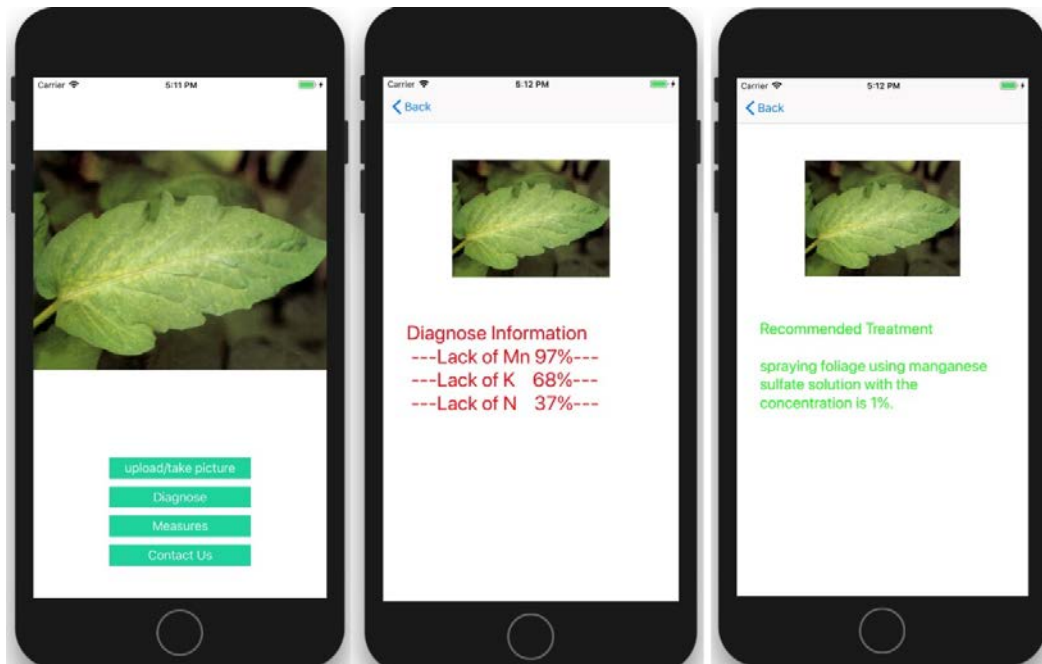 Carrier
5:11 PM
upload/take picture
Diagnose
Measures
Contact Us
Carrier
5:12 PM
Back
Diagnose Information
---Lack of Mn 97%---
---Lack of K 68%---
---Lack of N 37%---
Carrier
5:12 PM
Back
Recommended Treatment
spraying foliage using manganese
sulfate solution with the
concentration is 1%.